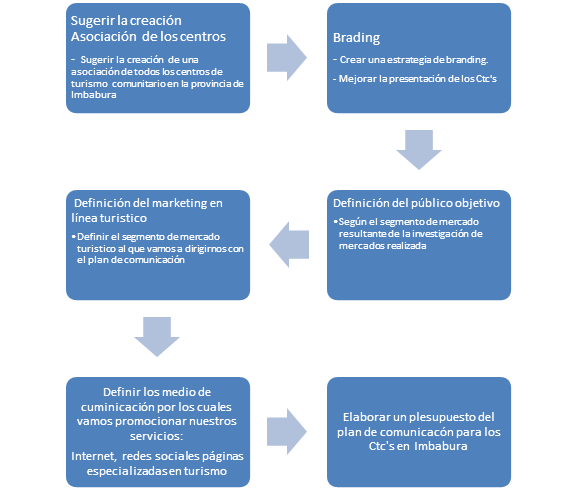 Sugerir la creación
Asociación de los centros
- Sugerir la creación de una
asociación de todos los centros de
turismo comunitario en la provincia de
Imbabura
Brading
- Crear una estrategia de branding.
- Mejorar la presentación de los Ctc's
Definición del público objetivo
•Según el segmento de mercado
resultante de la investigación de
mercados realizada
Definición del marketing en
línea turistico
•Definir el segmento de mercado
turistico al que vamos a dirigirnos con
el plan de comunicación
Definir los medio de
cuminicación por los cuales
vamos promocionar nuestros
servicios:
Internet, redes sociales páginas
especializadas en turismo
Elaborar un plesupuesto del
plan de comunicacón para los
Ctc's en Imbabura